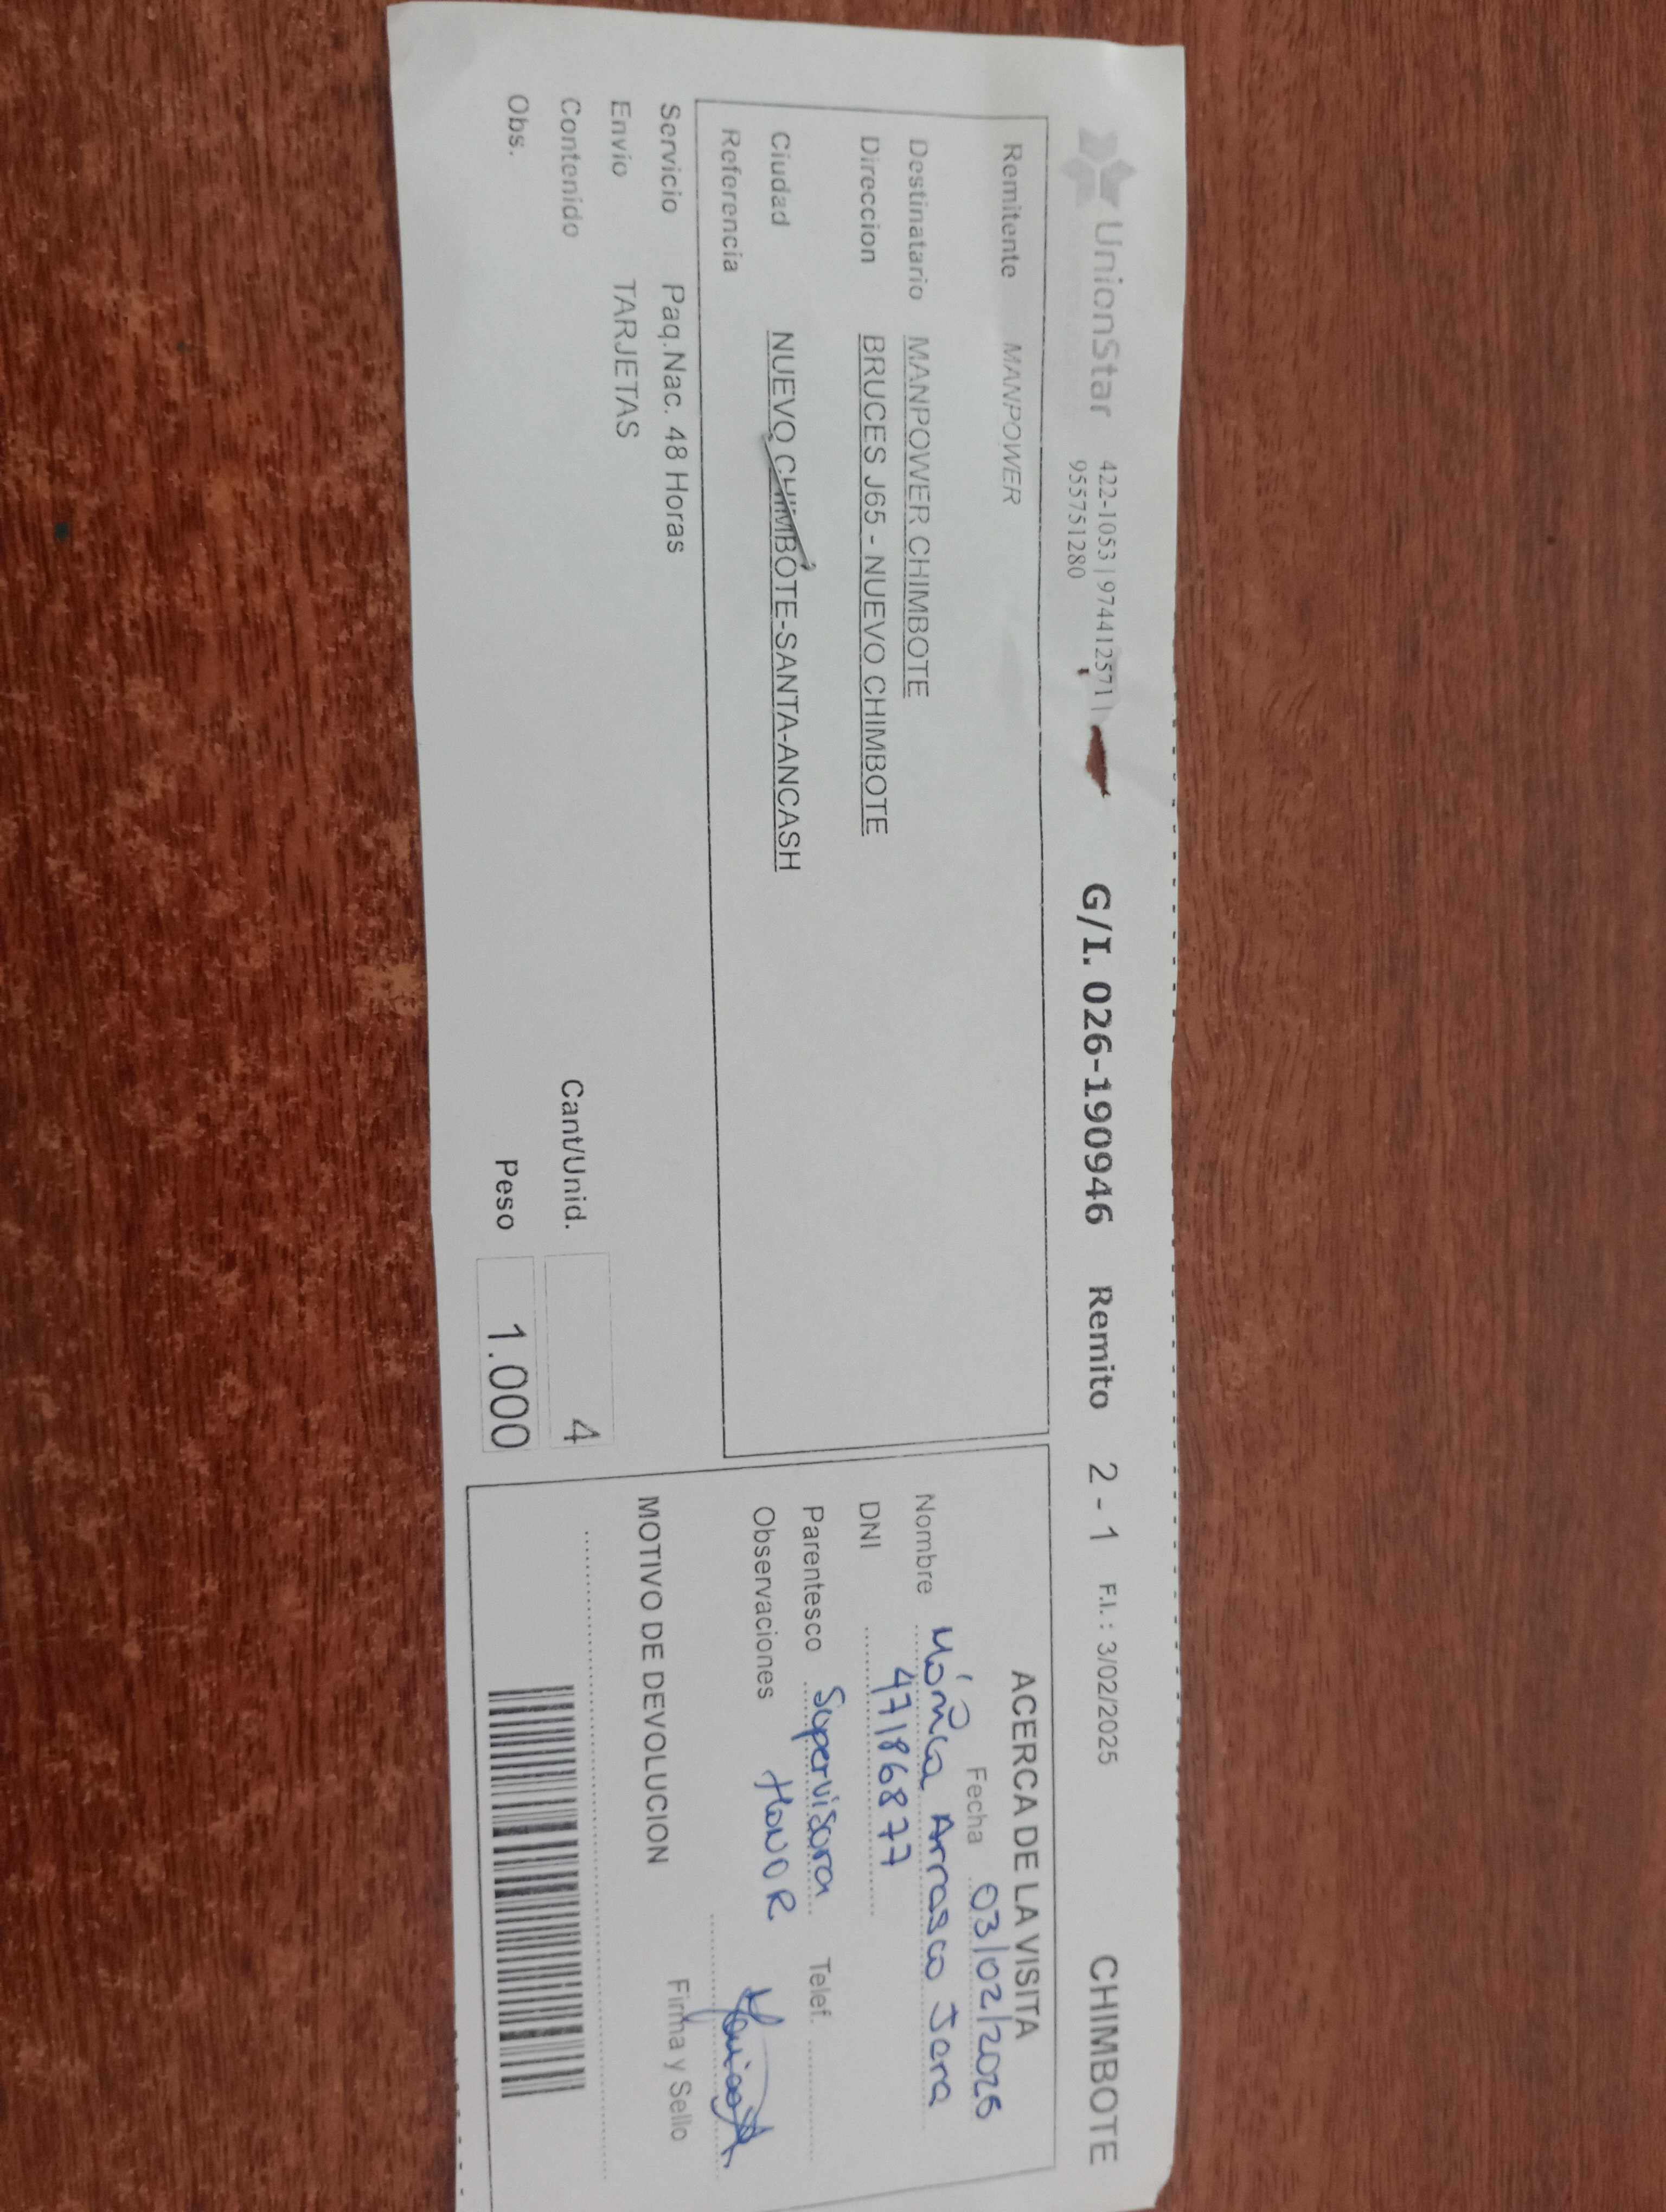 UnionStar 422-1053 | 974412571 | G/I. 026-190946 Remito 2 - 1 F.I. : 3/02/2025 CHIMBOTE
955751280
Remitente MANPOWER
Destinatario MANPOWER CHIMBOTE
Direccion BRUCES J65 - NUEVO CHIMBOTE
Ciudad NUEVO CHIMBOTE-SANTA-ANCASH
Referencia
Servicio Paq.Nac. 48 Horas
Envio TARJETAS
Contenido
Obs.
Cant/Unid. 4
Peso 1.000
ACERCA DE LA VISITA
Fecha 03/02/2025
Nombre Mónica Arrasco Jara
DNI 47186877
Parentesco Supervisora Telef.
Observaciones HONOR
Firma y Sello
MOTIVO DE DEVOLUCION